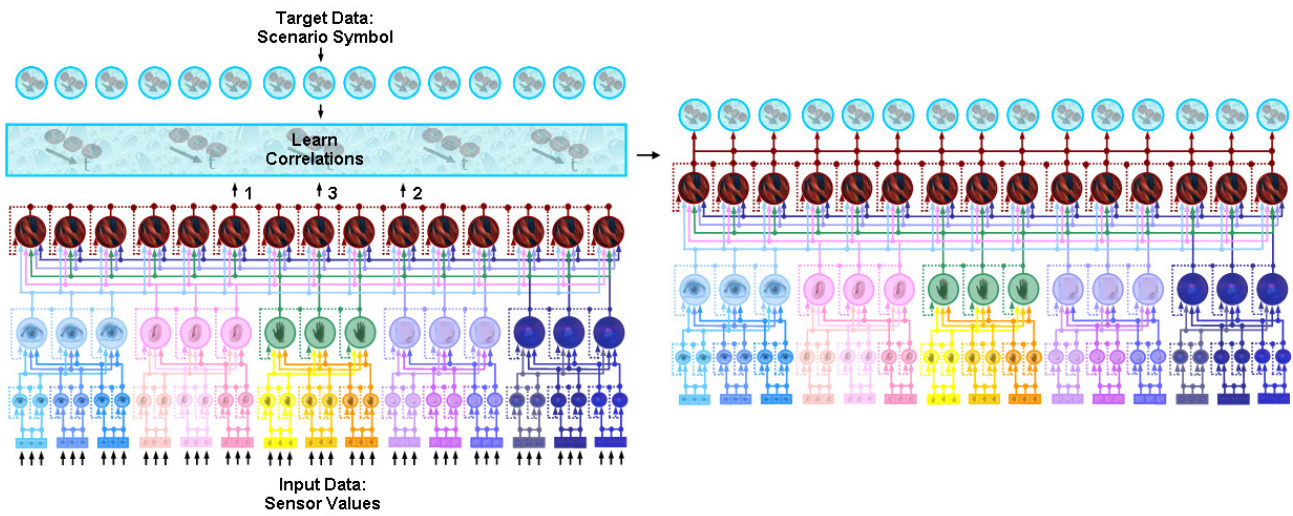 Target Data:
Scenario Symbol
Learn
Correlations
t
t
t
t
t
1
3
2
Input Data:
Sensor Values